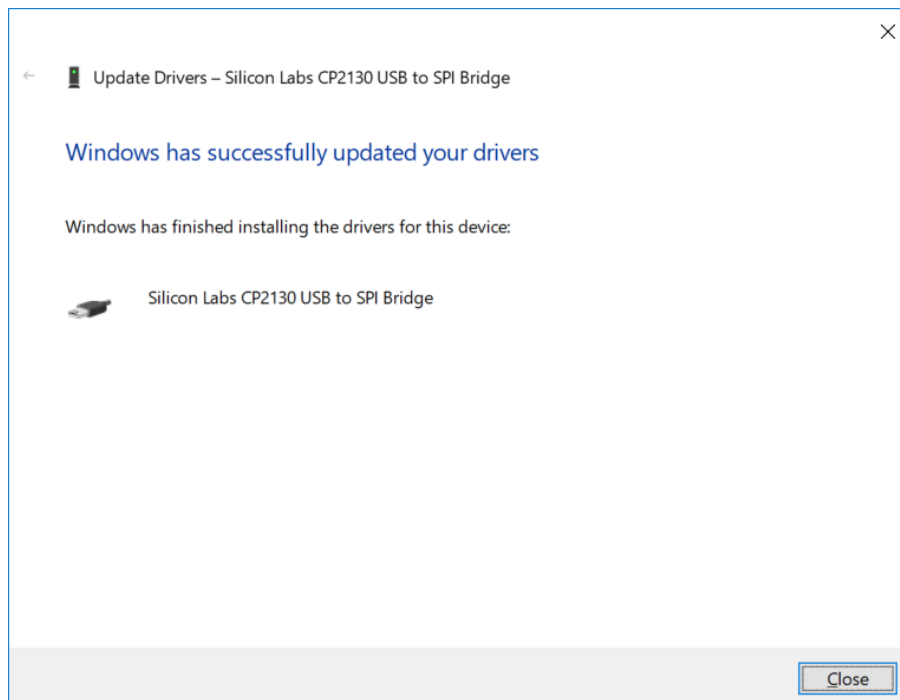 Update Drivers – Silicon Labs CP2130 USB to SPI Bridge
Windows has successfully updated your drivers
Windows has finished installing the drivers for this device:
Silicon Labs CP2130 USB to SPI Bridge
Close